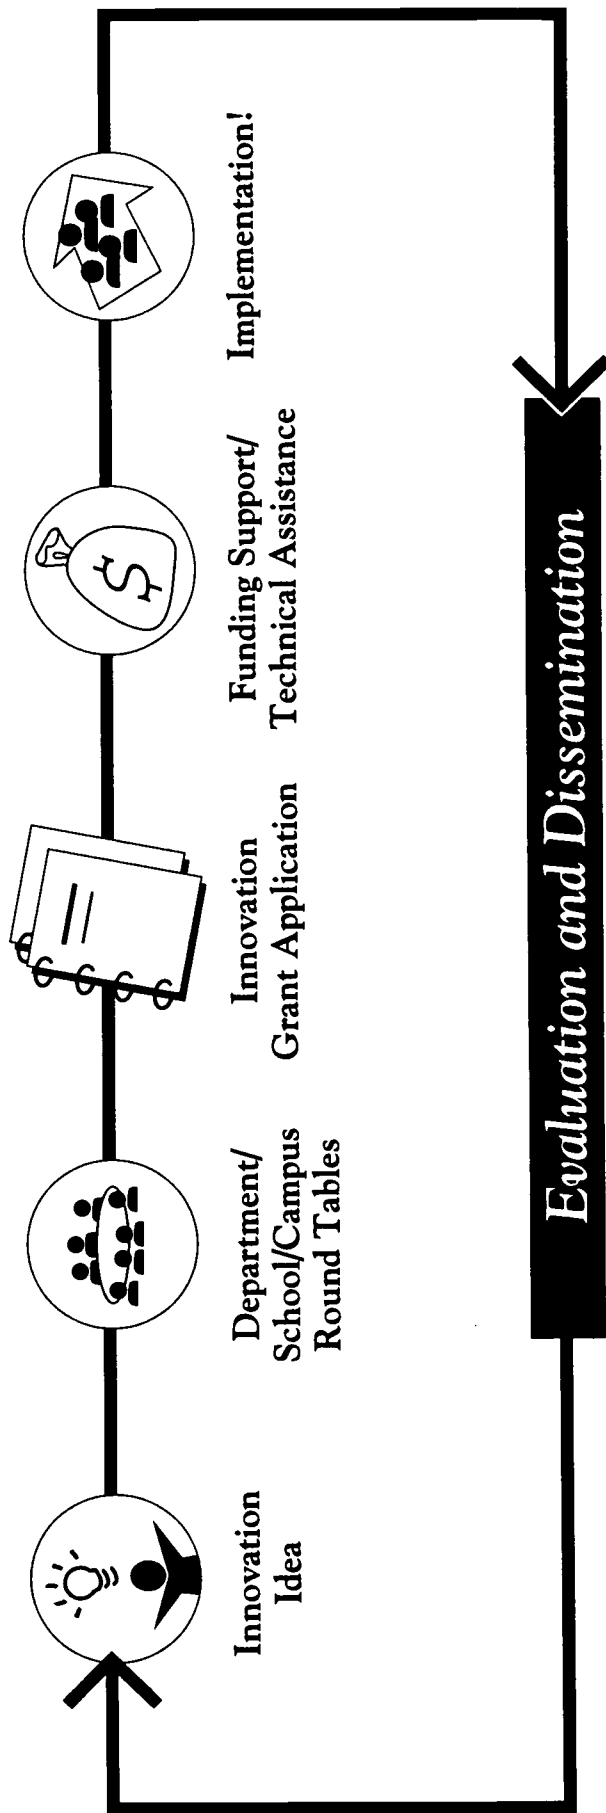 Innovation
Idea
Department/
School/Campus
Round Tables
Innovation
Grant Application
Funding Support/
Technical Assistance
Implementation!
Evaluation and Dissemination